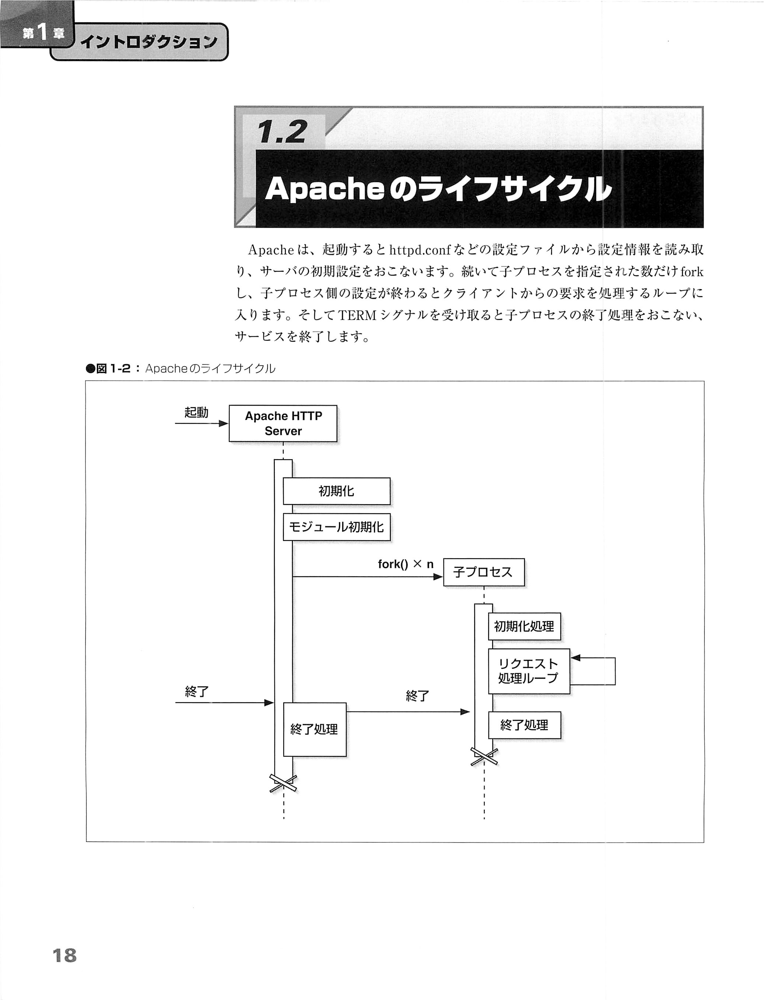 第1章
イントロダクション
1.2
Apacheのライフサイクル
Apacheは、起動するとhttpd.confなどの設定ファイルから設定情報を読み取
り、サーバの初期設定をおこないます。続いて子プロセスを指定された数だけfork
し、子プロセス側の設定が終わるとクライアントからの要求を処理するループに
入ります。そしてTERMシグナルを受け取ると子プロセスの終了処理をおこない、
サービスを終了します。
●図1-2：Apacheのライフサイクル
起動
Apache HTTP
Server
初期化
モジュール初期化
fork() × n
子プロセス
初期化処理
リクエスト
処理ループ
終了
終了
終了処理
終了処理
18